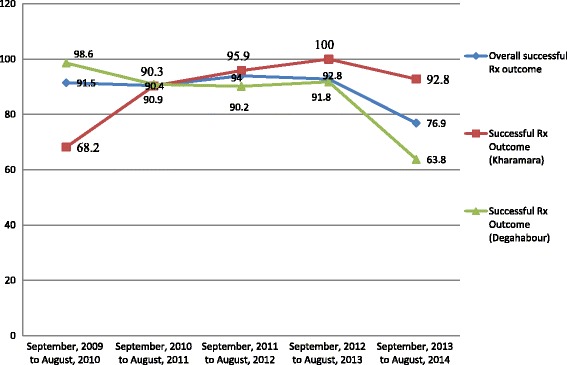 120
100
80
60
40
20
0
98.6
91.5
68.2
90.3
90.4
90.9
95.9
94
90.2
100
92.8
91.8
92.8
76.9
63.8
September, 2009
to August, 2010
September, 2010
to August, 2011
September, 2011
to August, 2012
September, 2012
to August, 2013
September, 2013
to August, 2014
Overall successful
Rx outcome
Successful Rx
Outcome
(Kharamara)
Successful Rx
Outcome
(Degahabour)